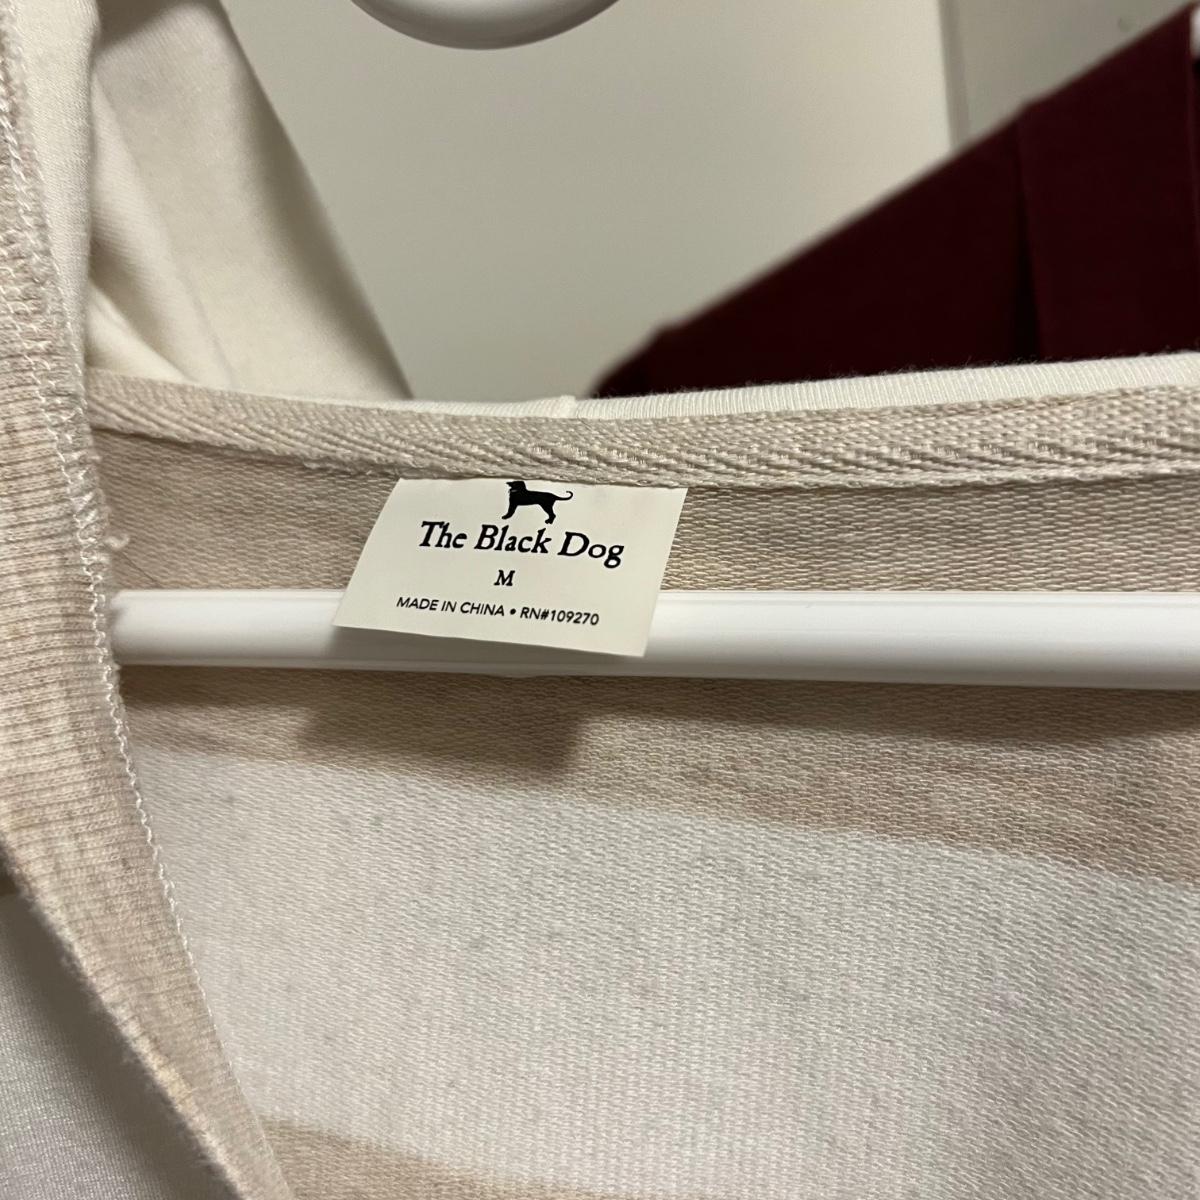 The Black Dog
M
MADE IN CHINA • RN#109270